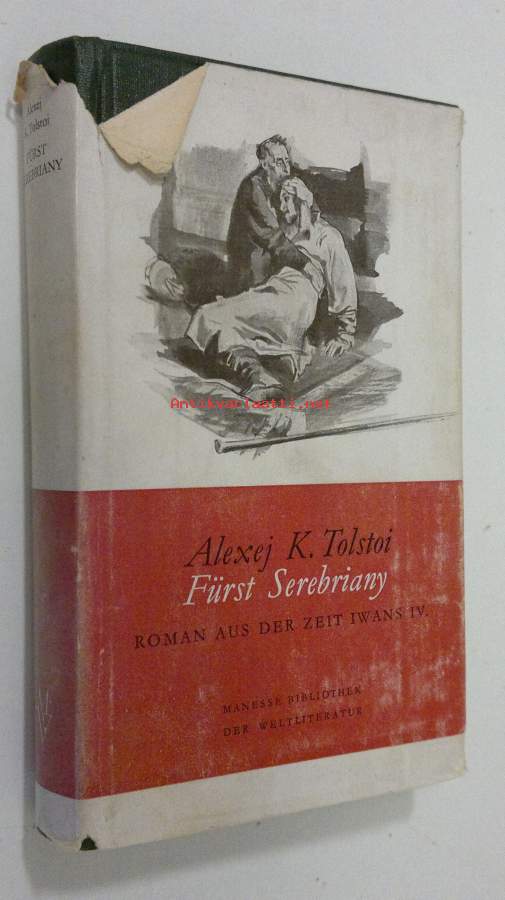 Alexej
K. Tolstoi
FÜRST
SEREBRIANY
Antikvariaatti.net
Alexej K. Tolstoi
Fürst Serebriany
ROMAN AUS DER ZEIT IWANS IV.
MANESSE BIBLIOTHEK
DER WELTLITERATUR